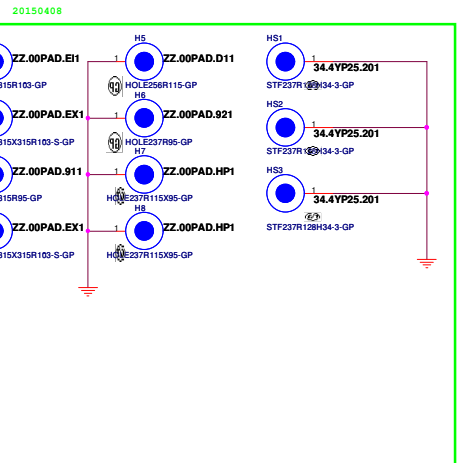 20150408
H5
1
ZZ.00PAD.D11
HOLE256R115-GP
H6
1
ZZ.00PAD.921
HOLE237R95-GP
H7
1
ZZ.00PAD.HP1
HOLE237R115X95-GP
H8
1
ZZ.00PAD.HP1
HOLE237R115X95-GP
HS1
1
34.4YP25.201
STF237R128H34-3-GP
HS2
1
34.4YP25.201
STF237R128H34-3-GP
HS3
1
34.4YP25.201
STF237R128H34-3-GP
ZZ.00PAD.EI1
315R103-GP
ZZ.00PAD.EX1
315X315R103-S-GP
ZZ.00PAD.911
315R95-GP
ZZ.00PAD.EX1
315X315R103-S-GP